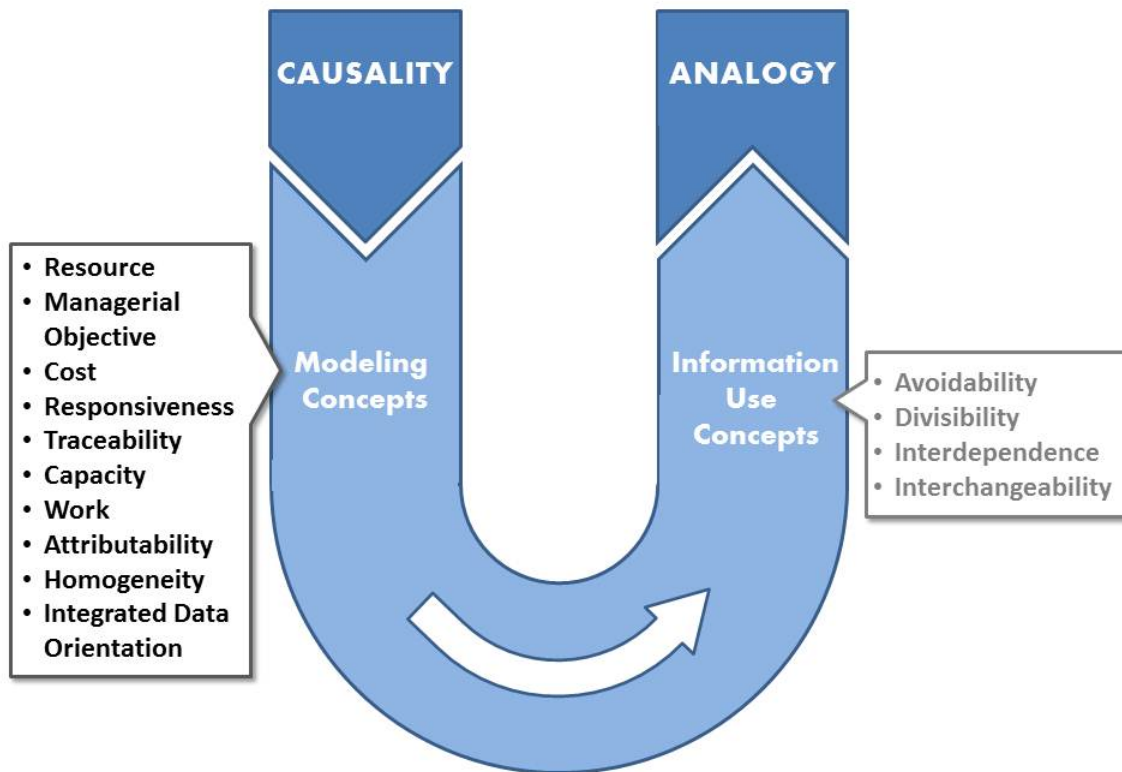 CAUSALITY
ANALOGY
• Resource
• Managerial
Objective
• Cost
• Responsiveness
• Traceability
• Capacity
• Work
• Attributability
• Homogeneity
• Integrated Data
Orientation
Modeling
Concepts
Information
Use
Concepts
• Avoidability
• Divisibility
• Interdependence
• Interchangeability